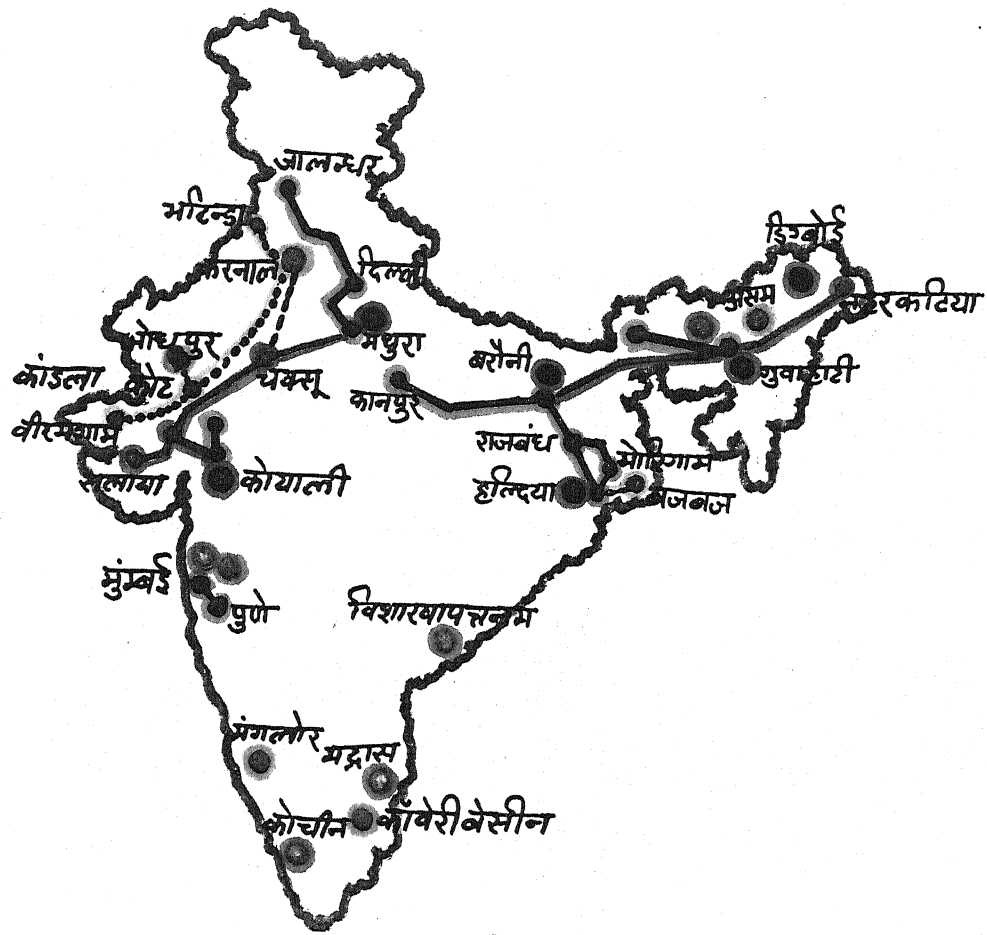 जालन्धर
भटिन्डा
डिग्बोई
करनाल
दिल्ली
असम
नहरकटिया
जोधपुर
मथुरा
बरौनी
गुवाहाटी
कांडला
कोट
चक्सू
कानपुर
वीरमगाम
राजबंध
मौरिगाम
सलाया
कोयाली
हल्दिया
बजबज
मुंम्बई
पुणे
विशाखापत्तनम
मंगलोर
मद्रास
कोचीन
कॉवेरी बेसीन